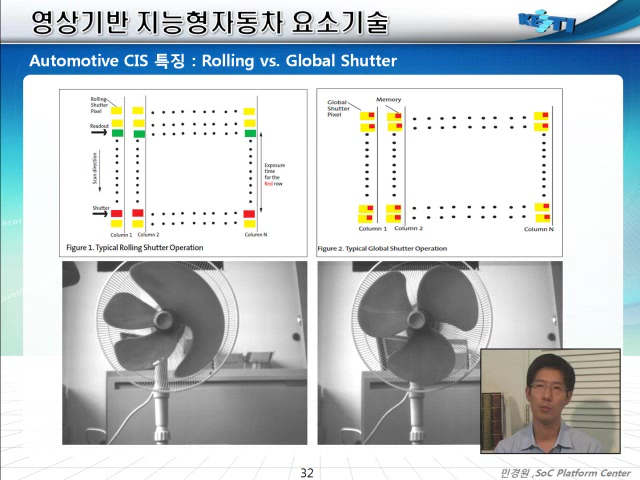 영상기반 지능형자동차 요소기술
KETI
Automotive CIS 특징 : Rolling vs. Global Shutter
Rolling
Shutter
Pixel
Readout
Scan direction
Shutter
Exposure
time
for the
Red row
Column 1
Column 2
Column N
Figure 1. Typical Rolling Shutter Operation
Global
Shutter
Pixel
Memory
Column 1
Column 2
Column N
Figure 2. Typical Global Shutter Operation
32
민경원 ,SoC Platform Center